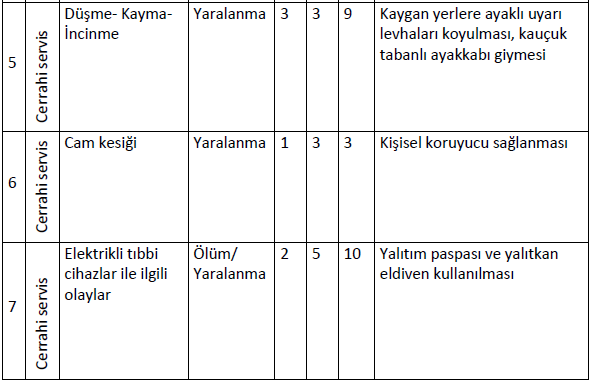 5
Cerrahi servis
Düşme- Kayma-
İncinme
Yaralanma
3
3
9
Kaygan yerlere ayaklı uyarı
levhaları koyulması, kauçuk
tabanlı ayakkabı giymesi
6
Cerrahi servis
Cam kesiği
Yaralanma
1
3
3
Kişisel koruyucu sağlanması
7
Cerrahi servis
Elektrikli tıbbi
cihazlar ile ilgili
olaylar
Ölüm/
Yaralanma
2
5
10
Yalıtım paspası ve yalıtkan
eldiven kullanılması